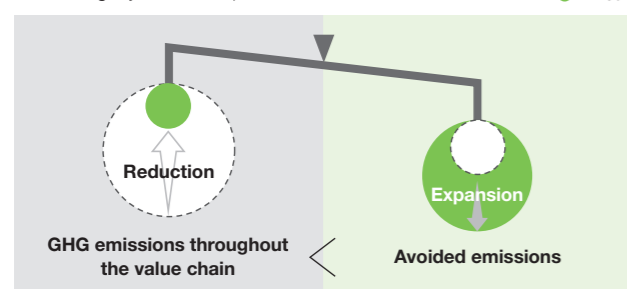 Reduction
Expansion
GHG emissions throughout
the value chain
Avoided emissions